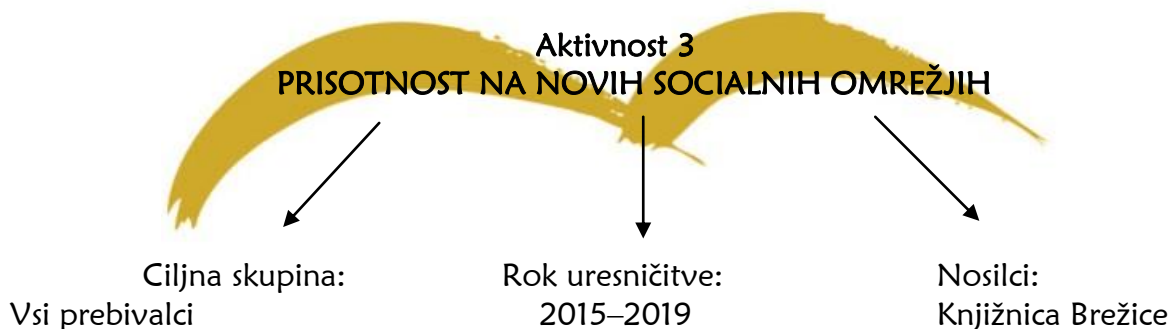 Aktivnost 3
PRISOTNOST NA NOVIH SOCIALNIH OMREŽJIH
Ciljna skupina:
Vsi prebivalci
Rok uresničitve:
2015–2019
Nosilci:
Knjižnica Brežice